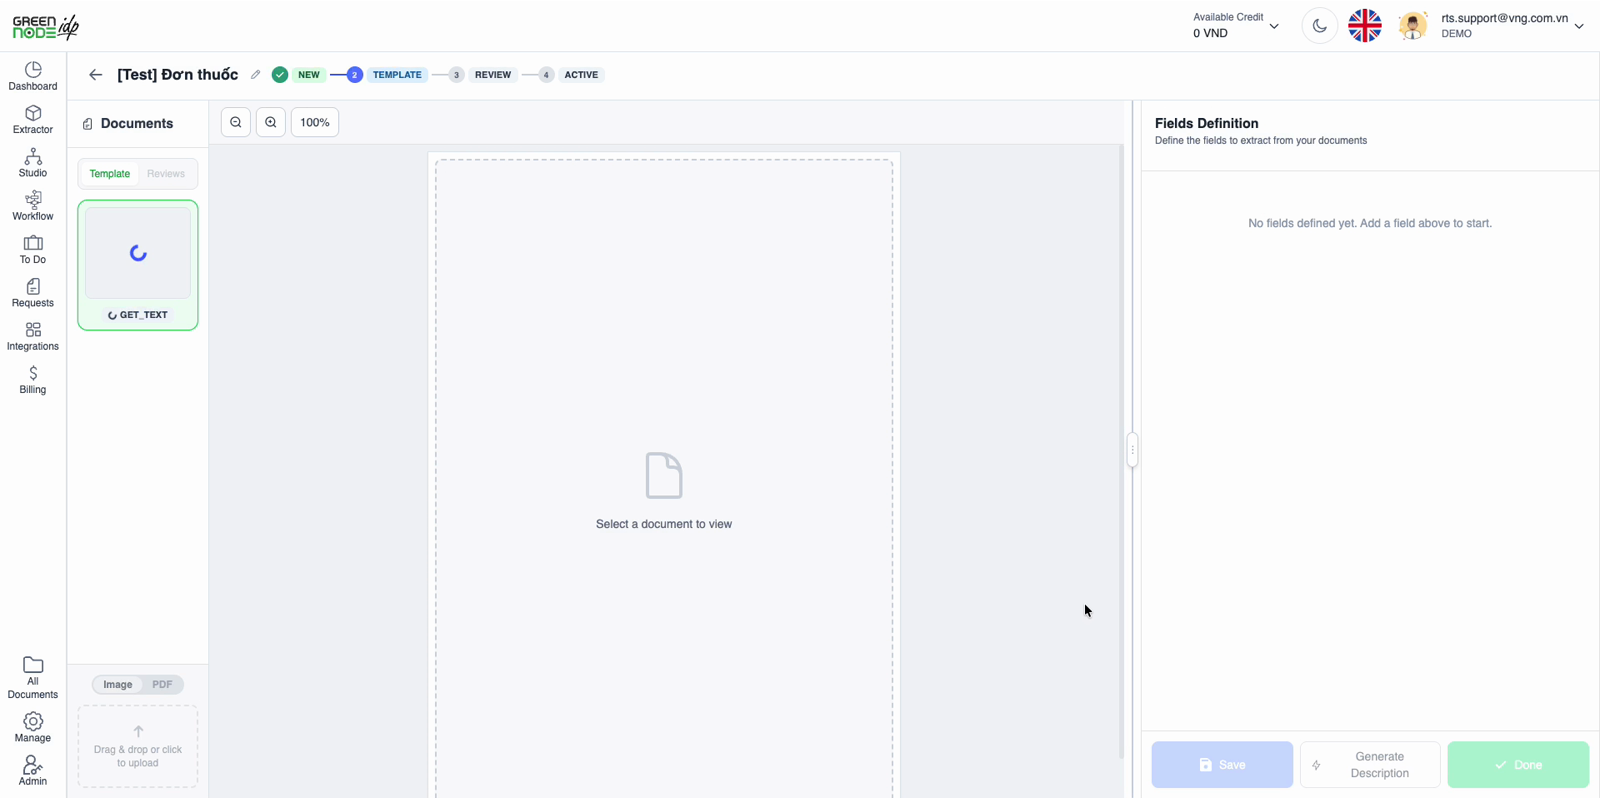 GREEN
NODE idp
Available Credit
0 VND
rts.support@vng.com.vn
DEMO
[Test] Đơn thuốc
NEW
2
TEMPLATE
3
REVIEW
4
ACTIVE
Dashboard
Extractor
Studio
Workflow
To Do
Requests
Integrations
Billing
All
Documents
Manage
Admin
Documents
Template
Reviews
GET_TEXT
Image
PDF
Drag & drop or click
to upload
100%
Select a document to view
Fields Definition
Define the fields to extract from your documents
No fields defined yet. Add a field above to start.
Save
Generate
Description
Done